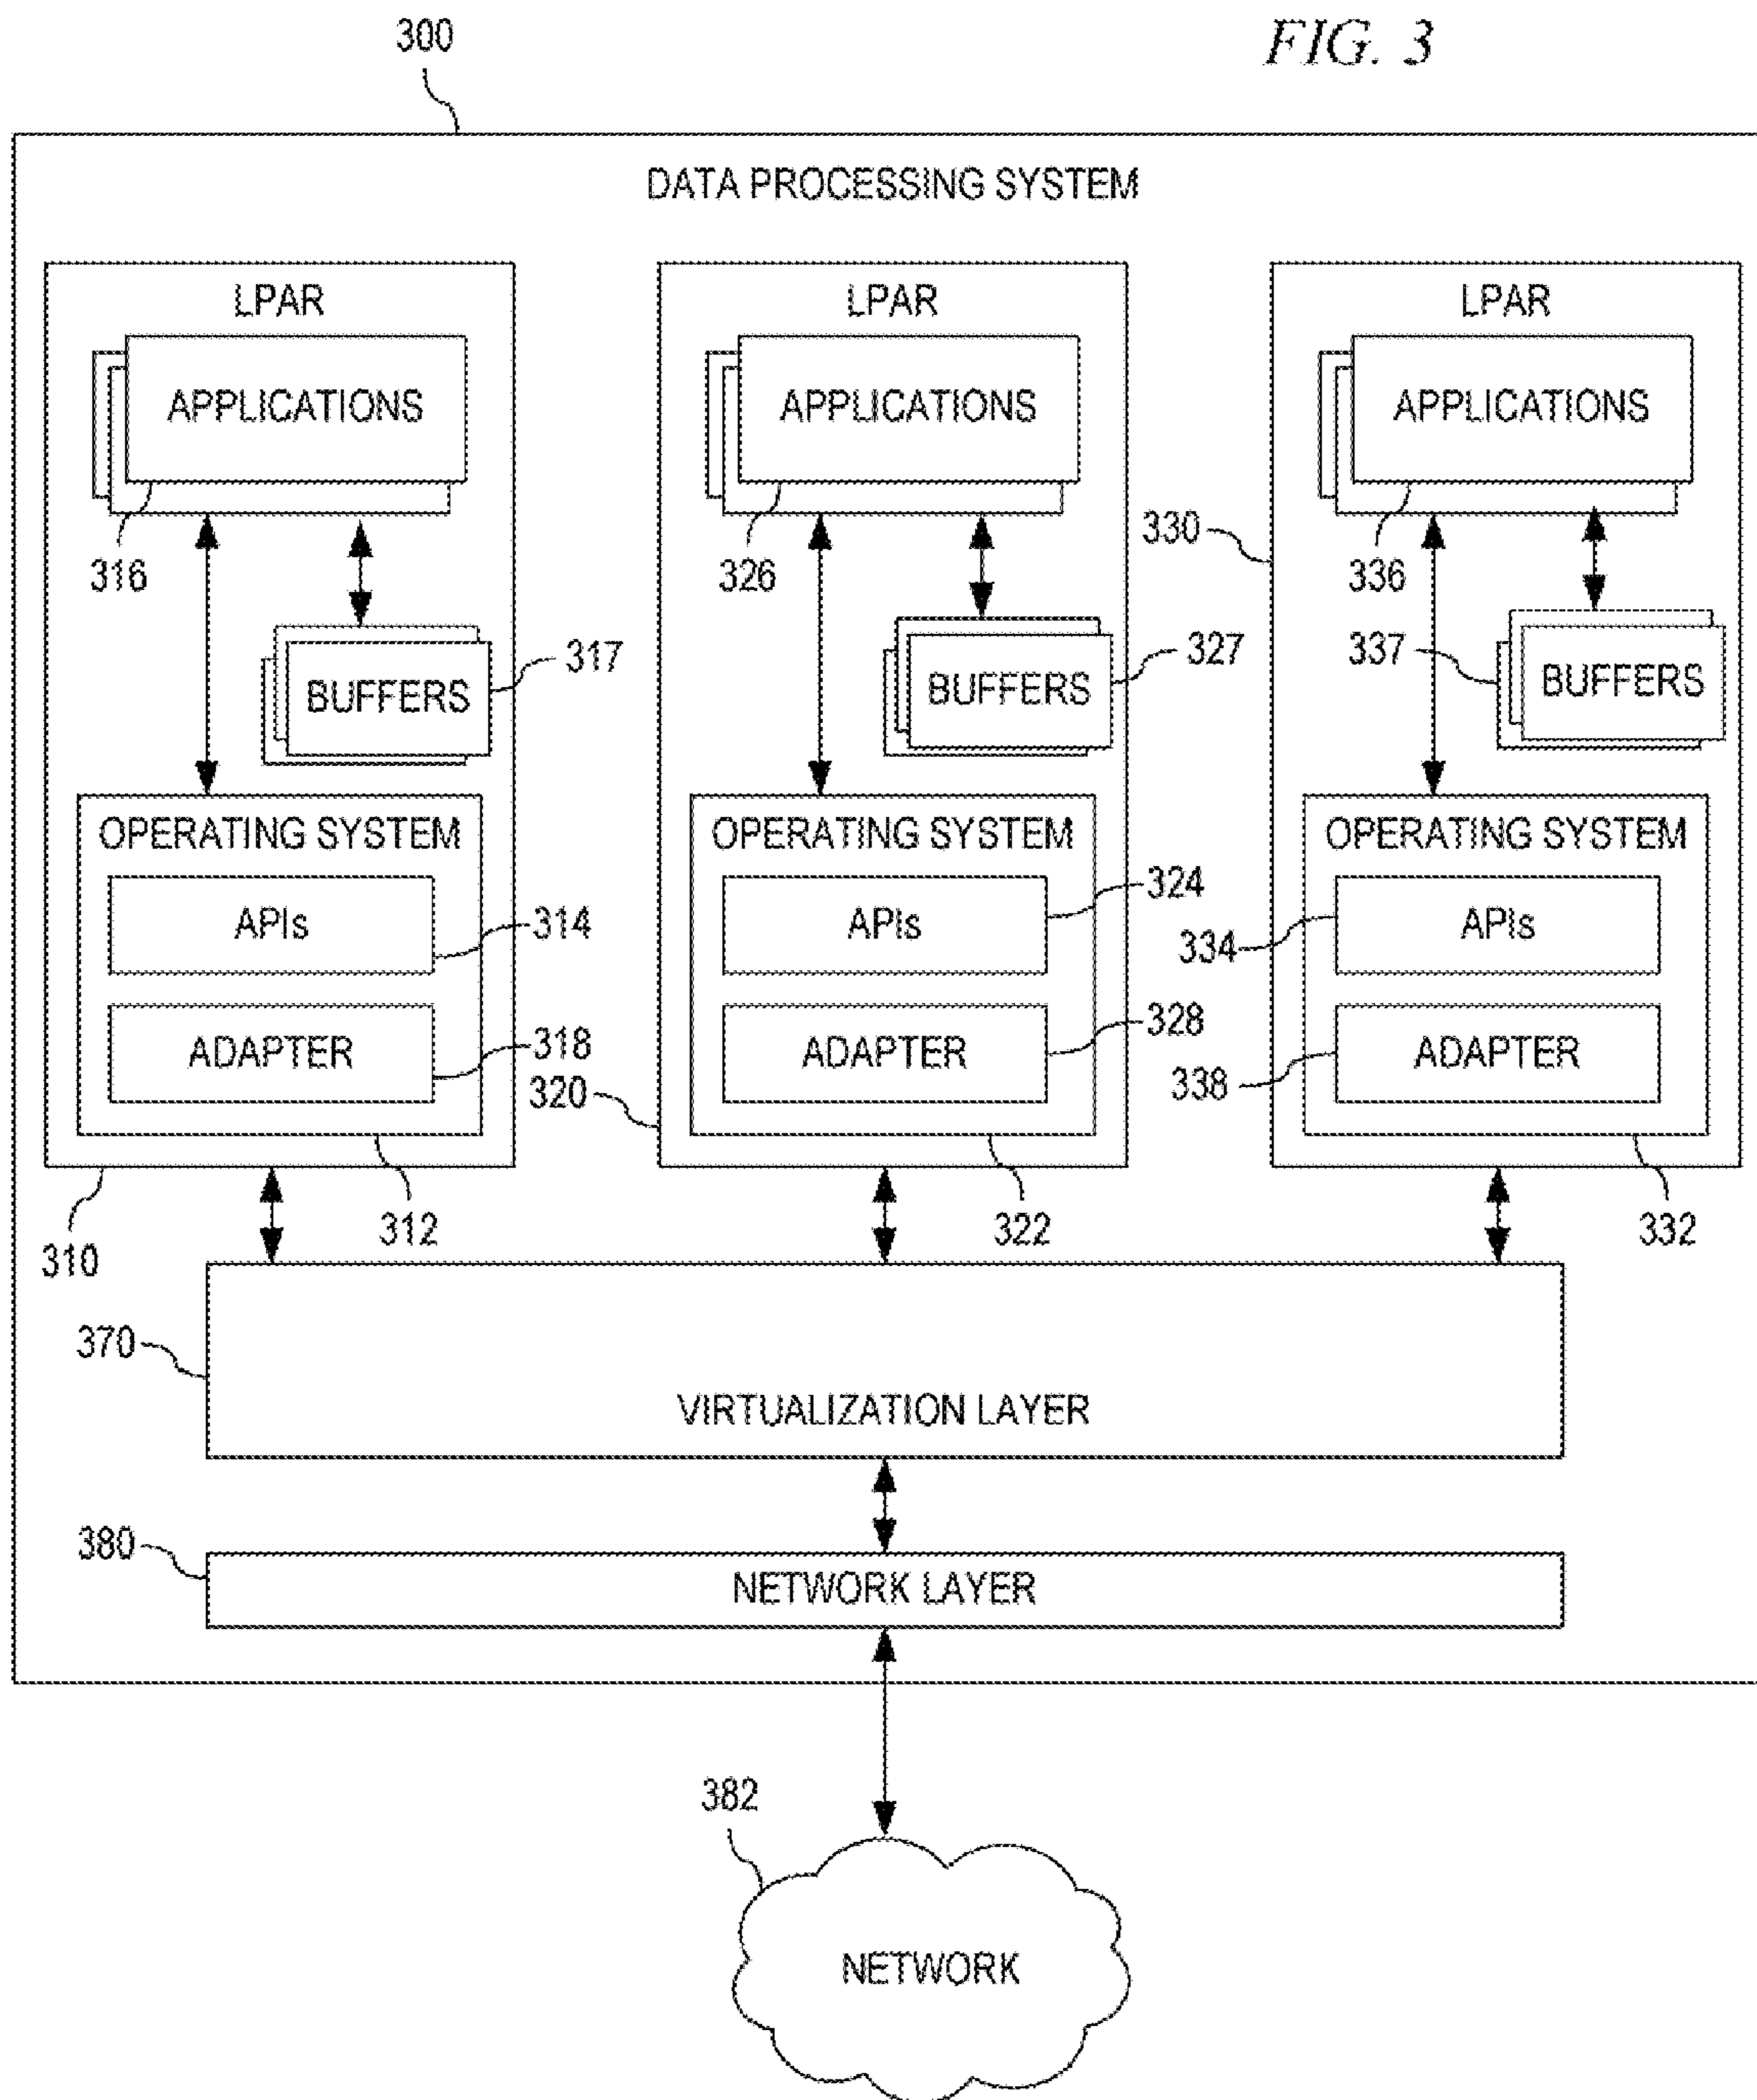 300
FIG. 3
DATA PROCESSING SYSTEM
LPAR
APPLICATIONS
316
BUFFERS
317
OPERATING SYSTEM
APIs
314
ADAPTER
318
310
312
LPAR
APPLICATIONS
326
BUFFERS
327
OPERATING SYSTEM
APIs
324
ADAPTER
328
320
322
LPAR
APPLICATIONS
330
336
BUFFERS
337
OPERATING SYSTEM
APIs
334
ADAPTER
338
332
370
VIRTUALIZATION LAYER
380
NETWORK LAYER
382
NETWORK